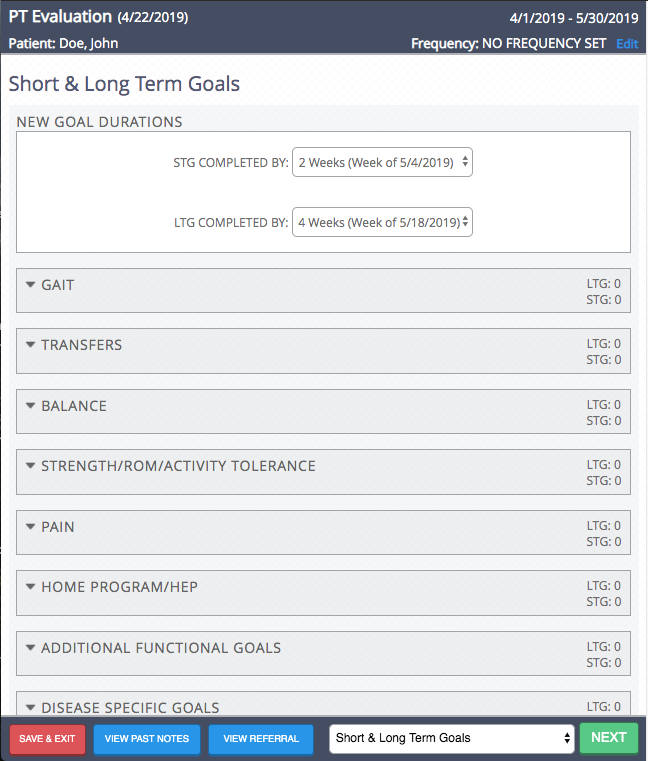 PT Evaluation (4/22/2019) 4/1/2019 - 5/30/2019
Patient: Doe, John Frequency: NO FREQUENCY SET Edit
Short & Long Term Goals
NEW GOAL DURATIONS
STG COMPLETED BY: 2 Weeks (Week of 5/4/2019)
LTG COMPLETED BY: 4 Weeks (Week of 5/18/2019)
GAIT LTG: 0
STG: 0
TRANSFERS LTG: 0
STG: 0
BALANCE LTG: 0
STG: 0
STRENGTH/ROM/ACTIVITY TOLERANCE LTG: 0
STG: 0
PAIN LTG: 0
STG: 0
HOME PROGRAM/HEP LTG: 0
STG: 0
ADDITIONAL FUNCTIONAL GOALS LTG: 0
STG: 0
DISEASE SPECIFIC GOALS LTG: 0
SAVE & EXIT VIEW PAST NOTES VIEW REFERRAL Short & Long Term Goals NEXT